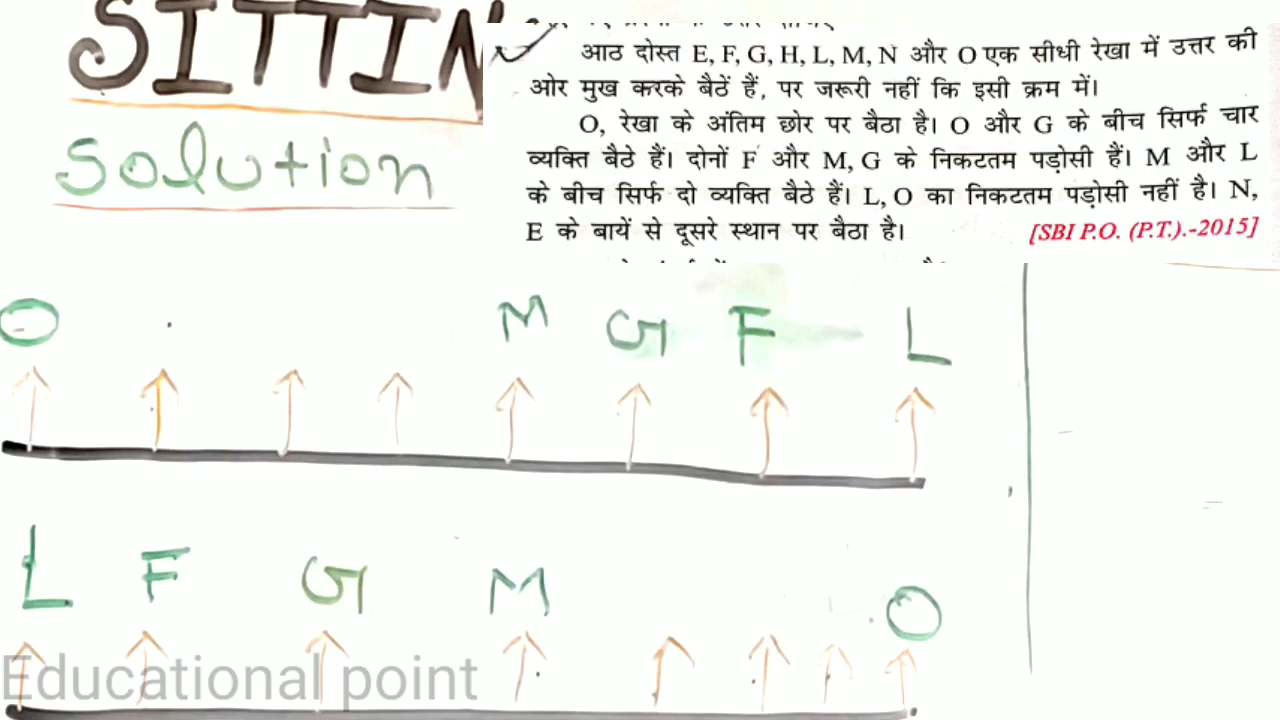 SITTIN
Solution
आठ दोस्त E, F, G, H, L, M, N और O एक सीधी रेखा में उत्तर की
ओर मुख करके बैठें हैं, पर जरूरी नहीं कि इसी क्रम में।
O, रेखा के अंतिम छोर पर बैठा है। O और G के बीच सिर्फ चार
व्यक्ति बैठे हैं। दोनों F और M, G के निकटतम पड़ोसी हैं। M और L
के बीच सिर्फ दो व्यक्ति बैठे हैं। L, O का निकटतम पड़ोसी नहीं है। N,
E के बायें से दूसरे स्थान पर बैठा है।
[SBI P.O. (P.T.).-2015]
O M G F L
L F G M O
Educational point